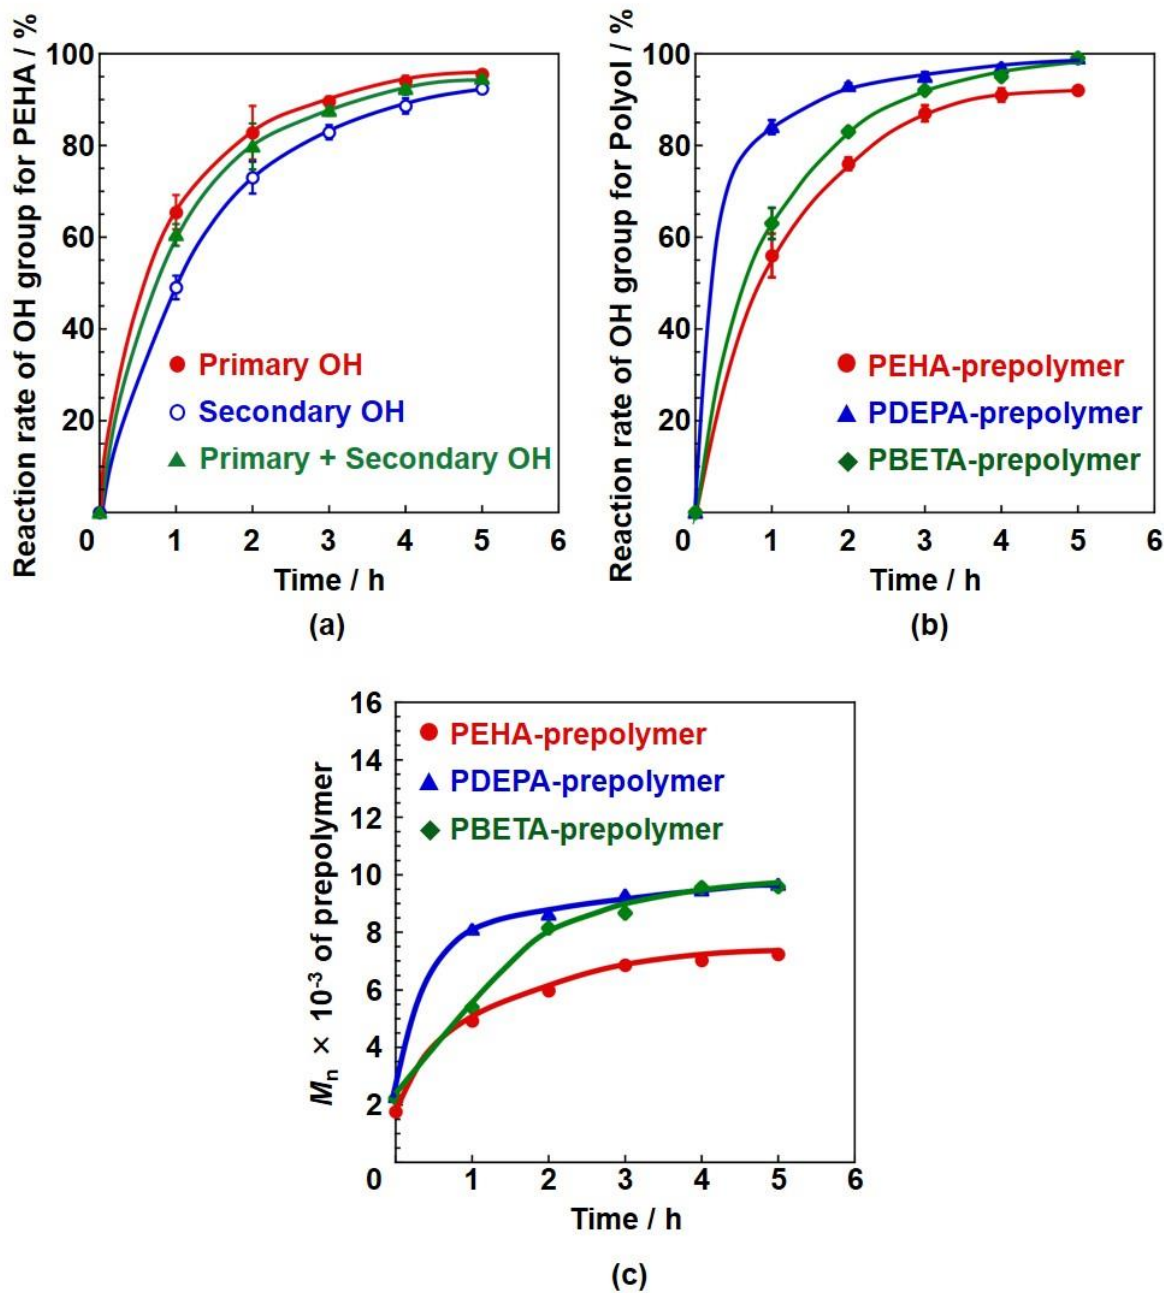 Reaction rate of OH group for PEHA / %
100
80
60
40
20
0
1
2
3
4
5
6
Primary OH
Secondary OH
Primary + Secondary OH
Time / h
(a)
Reaction rate of OH group for Polyol / %
100
80
60
40
20
0
1
2
3
4
5
6
PEHA-prepolymer
PDEPA-prepolymer
PBETA-prepolymer
Time / h
(b)
Mn × 10-3 of prepolymer
16
14
12
10
8
6
4
2
0
1
2
3
4
5
6
PEHA-prepolymer
PDEPA-prepolymer
PBETA-prepolymer
Time / h
(c)